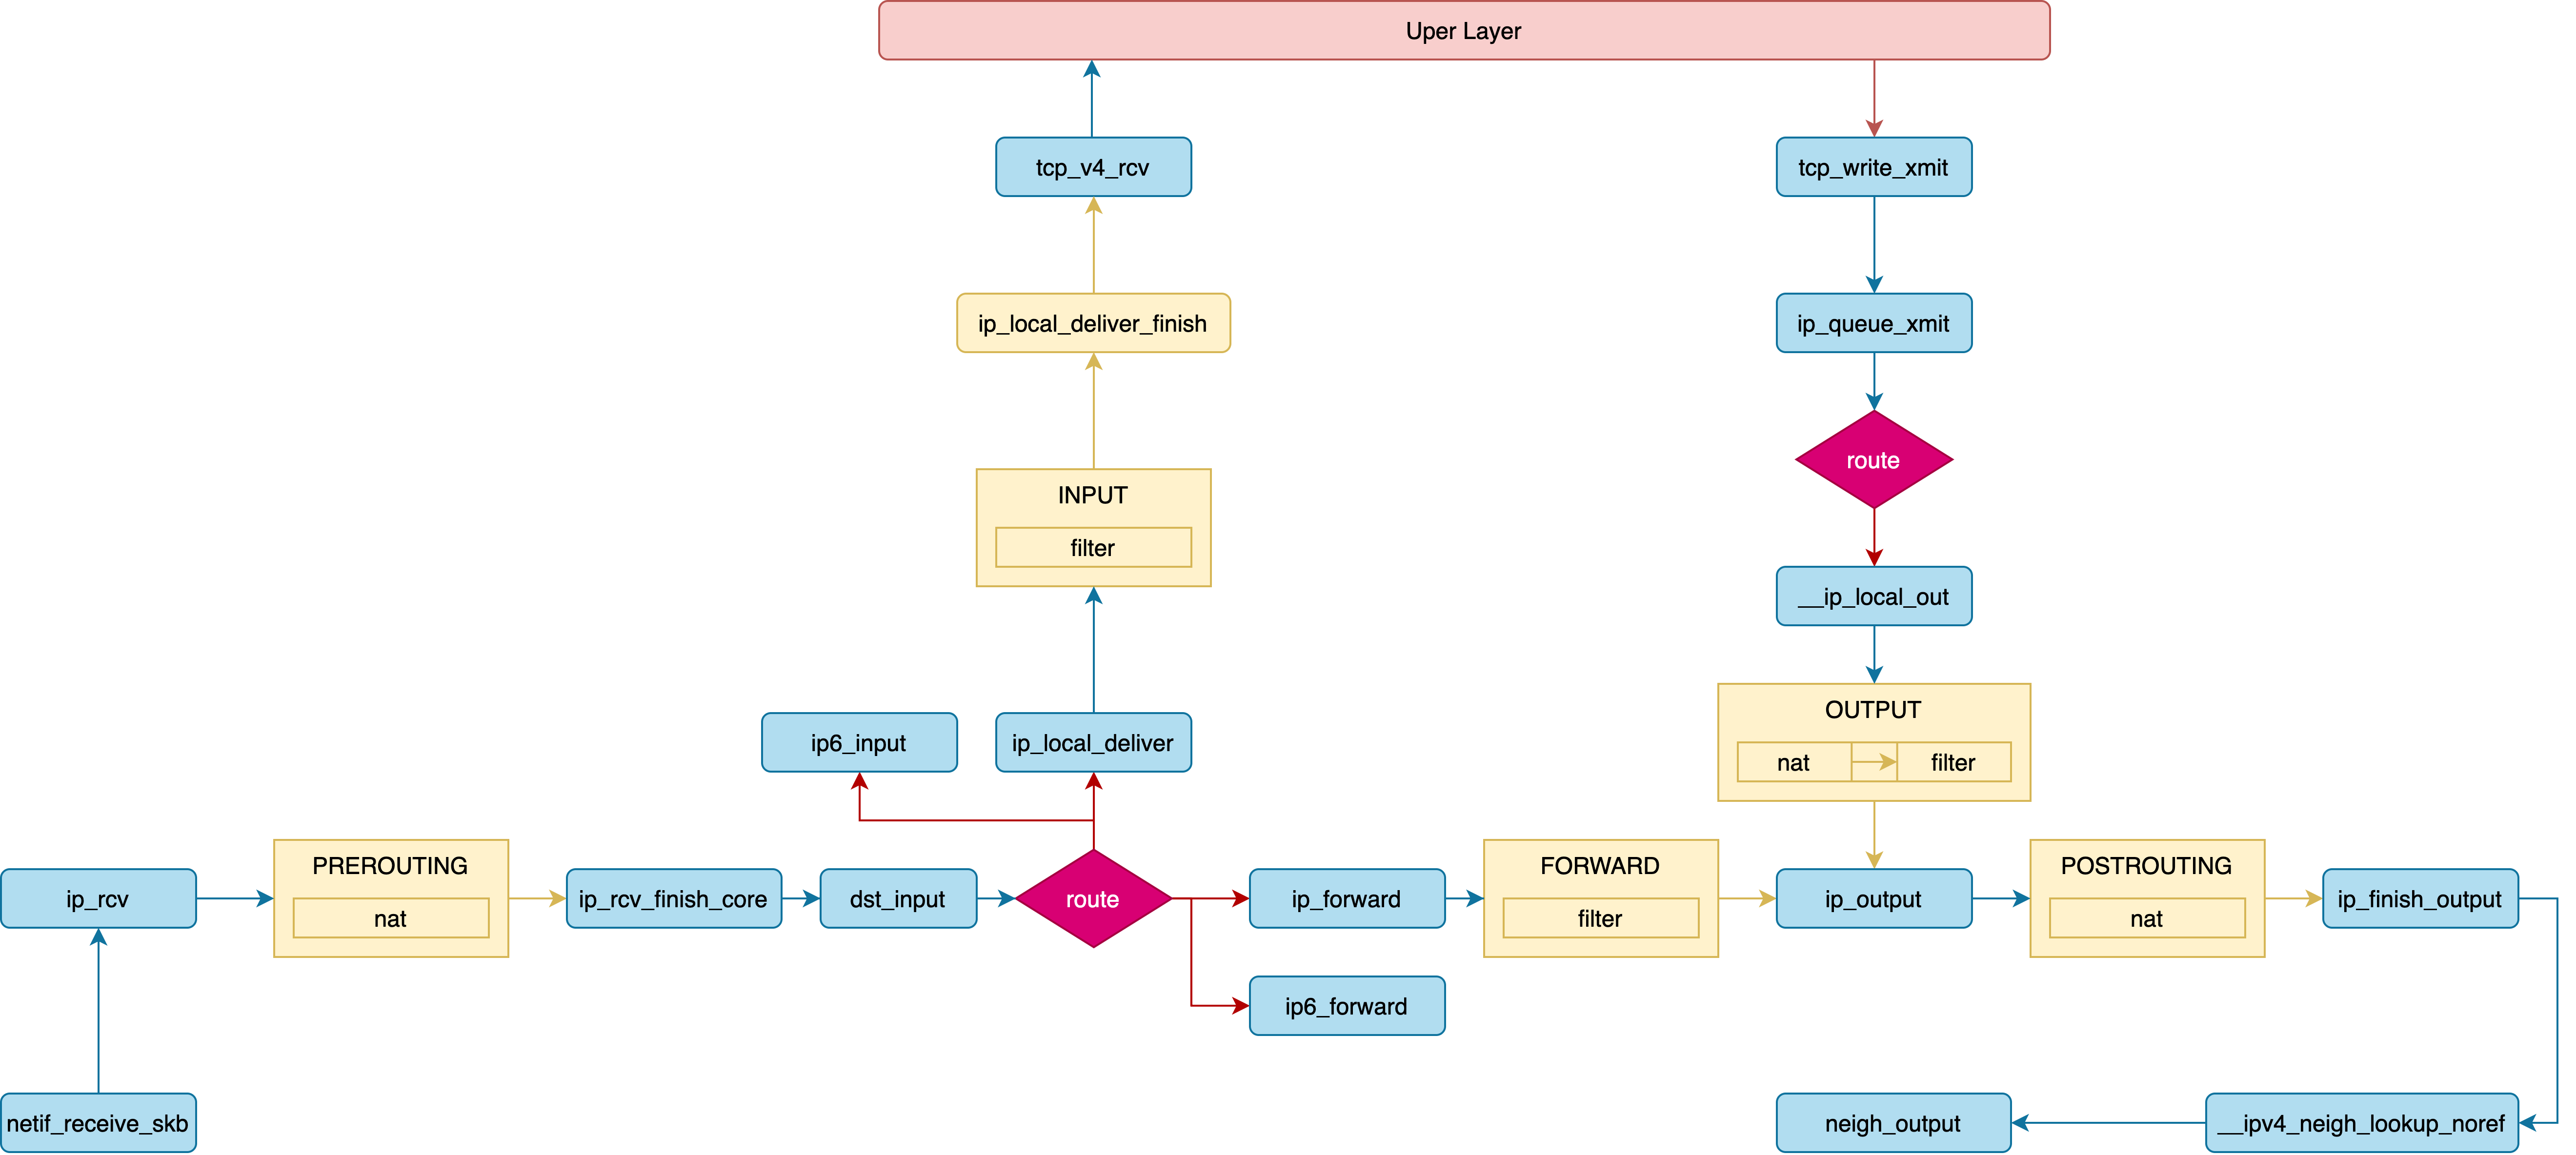 Uper Layer
tcp_v4_rcv
tcp_write_xmit
ip_local_deliver_finish
ip_queue_xmit
route
INPUT
filter
__ip_local_out
OUTPUT
nat
filter
ip6_input
ip_local_deliver
ip_rcv
PREROUTING
nat
ip_rcv_finish_core
dst_input
route
ip_forward
FORWARD
filter
ip_output
POSTROUTING
nat
ip_finish_output
ip6_forward
netif_receive_skb
neigh_output
__ipv4_neigh_lookup_noref